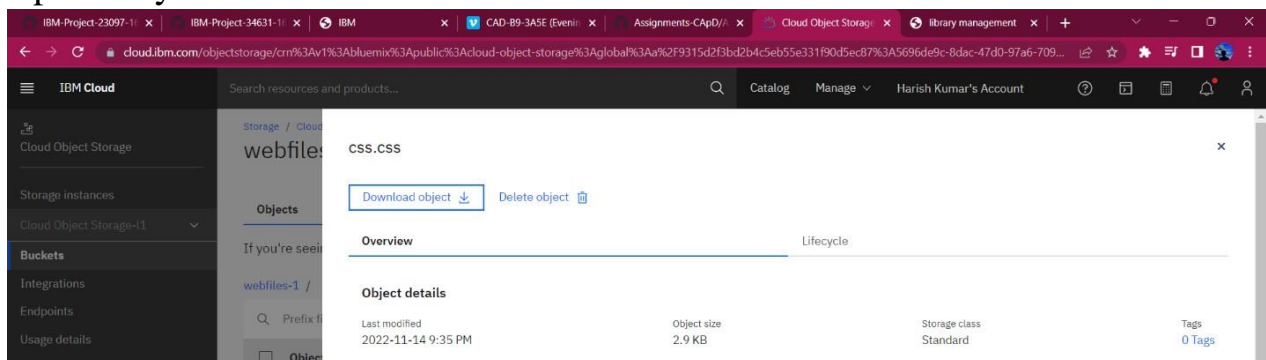 IBM-Project-23097-16
IBM-Project-34631-16
IBM
CAD-B9-3A5E (Evenin
Assignments-CApD//A
Cloud Object Storage
library management
cloud.ibm.com/objectstorage/crn%3Av1%3Abluemix%3Apublic%3Acloud-object-storage%3Aglobal%3Aa%2F9315d2f3bd2b4c5eb55e331f90d5ec87%3A5696de9c-8dac-47d0-97a6-709...
IBM Cloud
Search resources and products...
Catalog
Manage
Harish Kumar's Account
Cloud Object Storage
Storage instances
Cloud Object Storage-l1
Buckets
Integrations
Endpoints
Usage details
Storage / Cloud
webfiles
Objects
If you're seein
webfiles-1 /
Prefix fi
Objec
css.css
Download object
Delete object
Overview
Lifecycle
Object details
Last modified
2022-11-14 9:35 PM
Object size
2.9 KB
Storage class
Standard
Tags
0 Tags